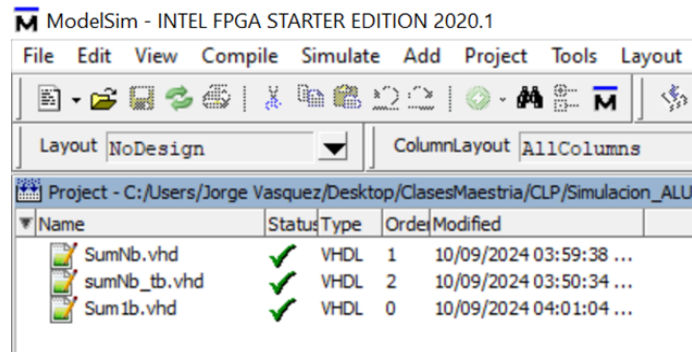 ModelSim - INTEL FPGA STARTER EDITION 2020.1
File Edit View Compile Simulate Add Project Tools Layout
Layout NoDesign ColumnLayout AllColumns
Project - C:/Users/Jorge Vasquez/Desktop/ClasesMaestria/CLP/Simulacion_ALU
Name Status Type Order Modified
SumNb.vhd VHDL 1 10/09/2024 03:59:38 ...
sumNb_tb.vhd VHDL 2 10/09/2024 03:50:34 ...
Sum1b.vhd VHDL 0 10/09/2024 04:01:04 ...